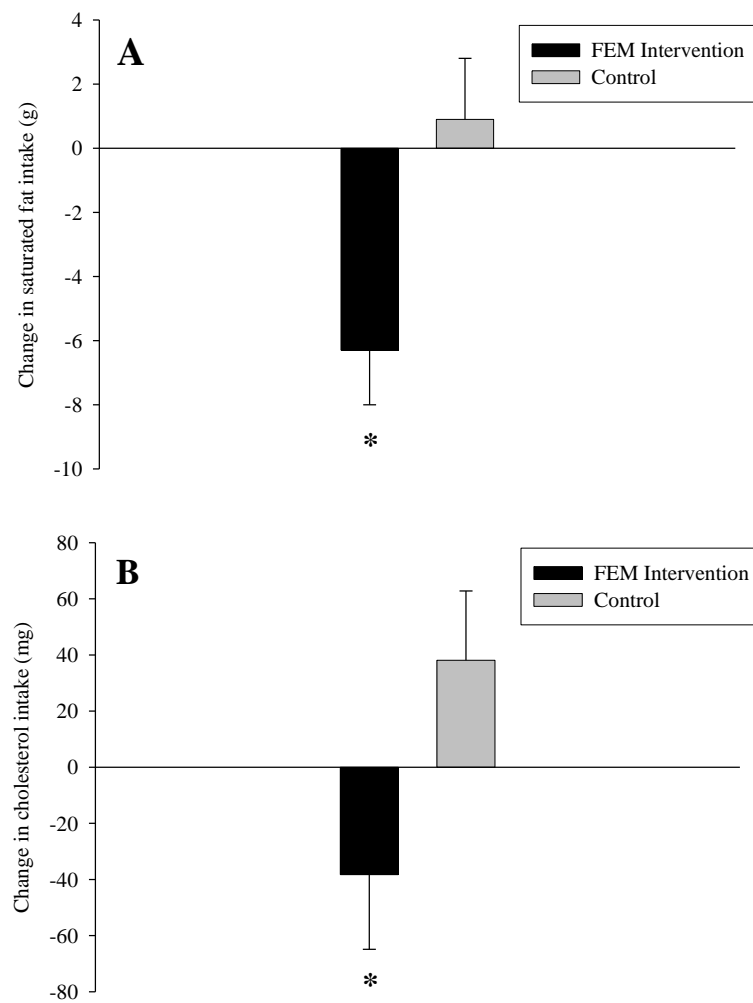 A
FEM Intervention
Control
Change in saturated fat intake (g)
4
2
0
-2
-4
-6
-8
-10
*
B
FEM Intervention
Control
Change in cholesterol intake (mg)
80
60
40
20
0
-20
-40
-60
-80
*